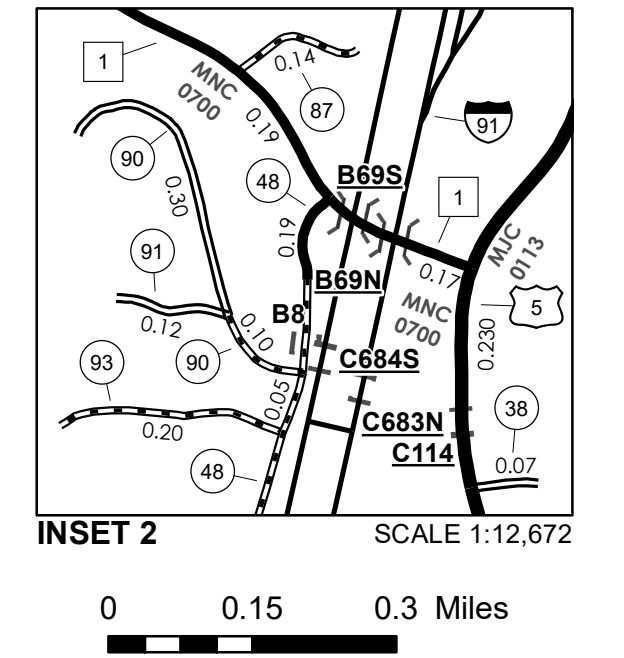 1
0.14
MNC
0700
87
91
0.19
90
48
B69S
1
0.30
0.19
MJC
0113
91
B69N
0.17
MNC
0700
5
B8
0.12
0.10
0.230
93
90
C684S
0.05
38
C683N
0.20
C114
48
0.07
INSET 2
SCALE 1:12,672
0 0.15 0.3 Miles